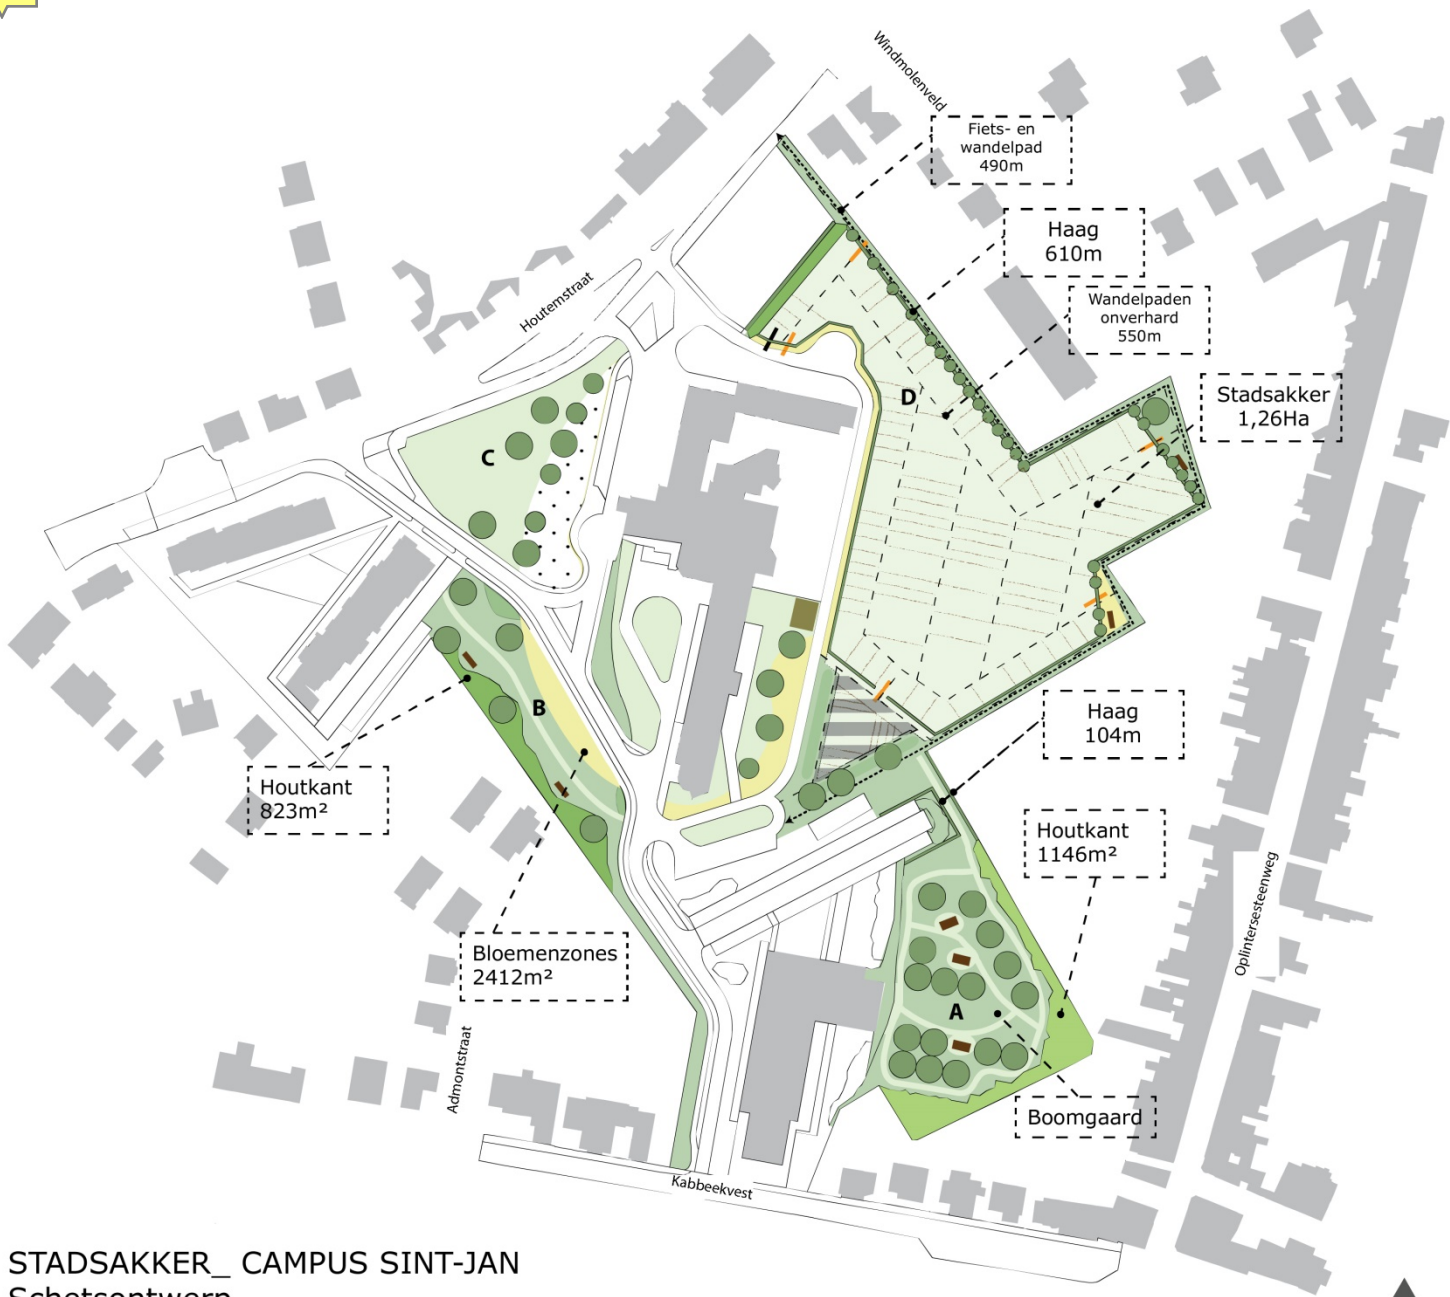 Windmolenveld
Fiets- en
wandelpad
490m
Haag
610m
Wandelpaden
onverhard
550m
Houtemstraat
Stadsakker
1,26Ha
D
C
B
Haag
104m
Houtkant
823m²
Houtkant
1146m²
Oplintersesteenweg
Bloemenzones
2412m²
A
Admontstraat
Boomgaard
Kabbeekvest
STADSAKKER_ CAMPUS SINT-JAN
Schetsontwerp